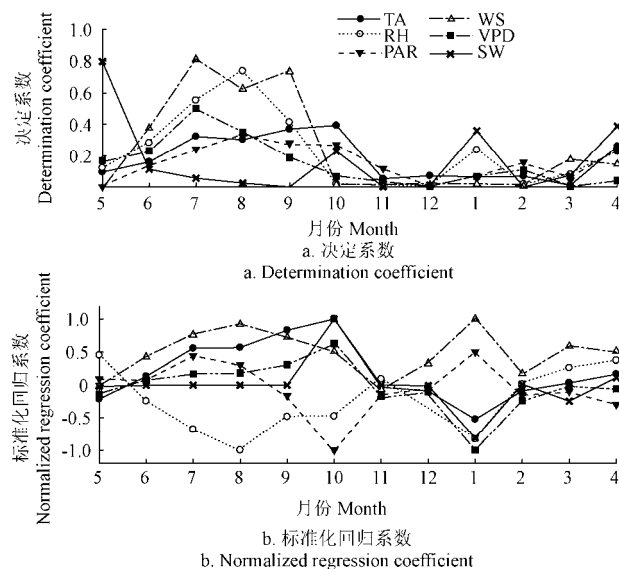 TA
WS
RH
VPD
PAR
SW
决定系数
Determination coefficient
1.0
0.8
0.6
0.4
0.2
5 6 7 8 9 10 11 12 1 2 3 4
月份 Month
a. 决定系数
a. Determination coefficient
标准化回归系数
Normalized regression coefficient
1.0
0.5
0
-0.5
-1.0
5 6 7 8 9 10 11 12 1 2 3 4
月份 Month
b. 标准化回归系数
b. Normalized regression coefficient